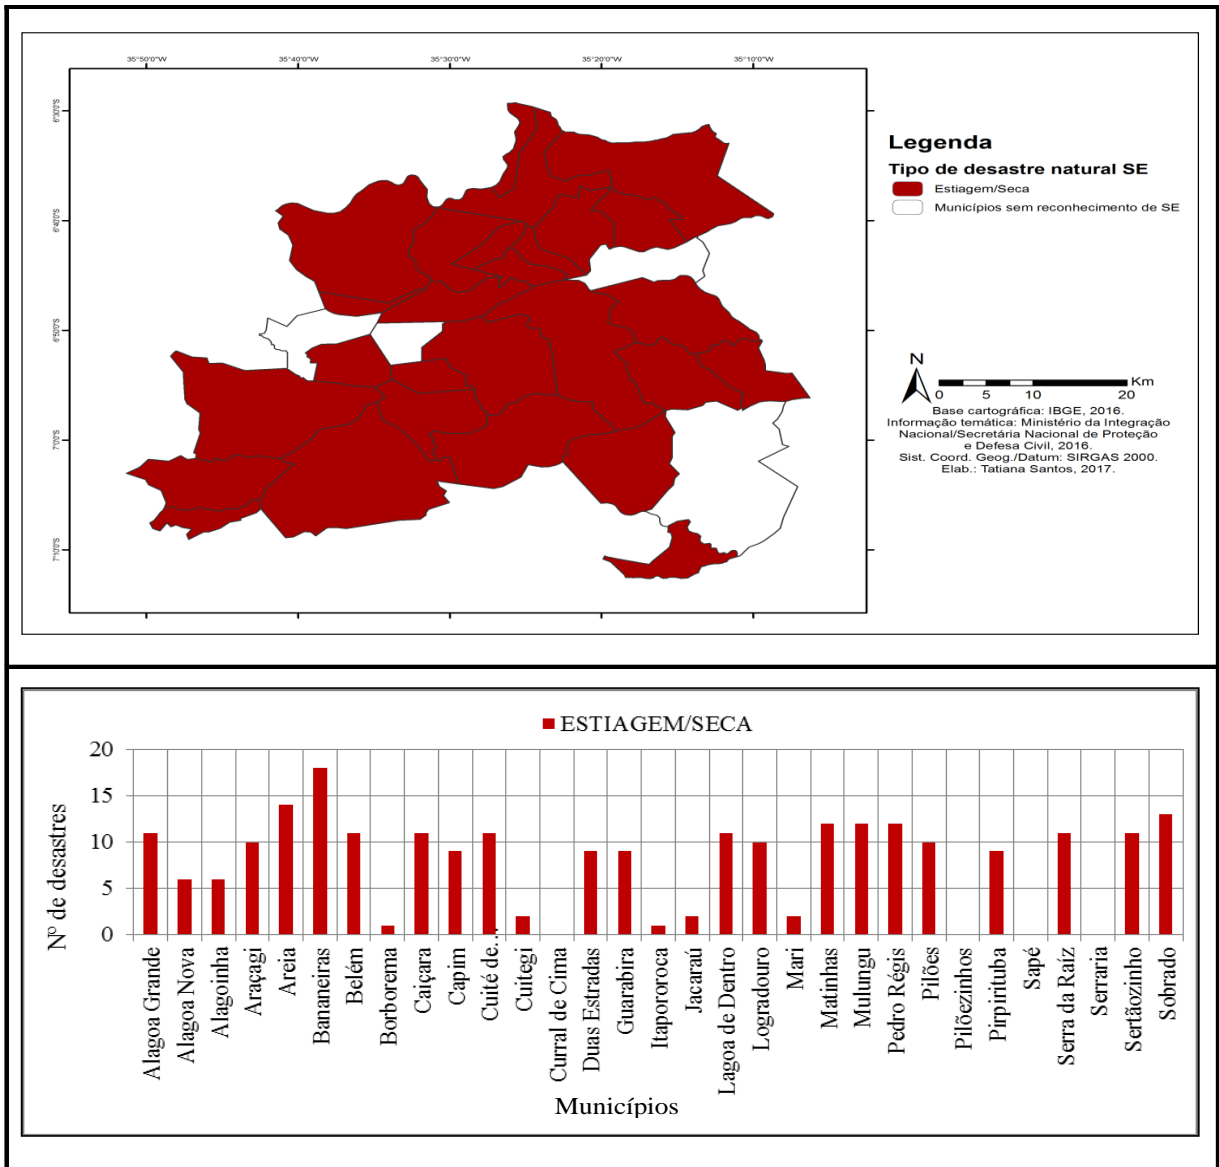 35°50'0"W 35°40'0"W 35°30'0"W 35°20'0"W 35°10'0"W
6°30'0"S
6°40'0"S
6°50'0"S
7°00'0"S
7°10'0"S
Legenda
Tipo de desastre natural SE
Estiagem/Seca
Municípios sem reconhecimento de SE
N
Km
0 5 10 20
Base cartográfica: IBGE, 2016.
Informação temática: Ministério da Integração
Nacional/Secretária Nacional de Proteção
e Defesa Civil, 2016.
Sist. Coord. Geog./Datum: SIRGAS 2000.
Elab.: Tatiana Santos, 2017.
ESTIAGEM/SECA
Nº de desastres
20
15
10
5
0
Alagoa Grande
Alagoa Nova
Alagoinha
Araçagi
Areia
Bananeiras
Belém
Borborema
Caiçara
Capim
Cuité de...
Cuitegi
Curral de Cima
Duas Estradas
Guarabira
Itapororoca
Jacaraú
Lagoa de Dentro
Logradouro
Mari
Matinhas
Mulungu
Pedro Régis
Pilões
Pilõezinhos
Pirpirituba
Sapé
Serra da Raíz
Serraria
Sertãozinho
Sobrado
Municípios